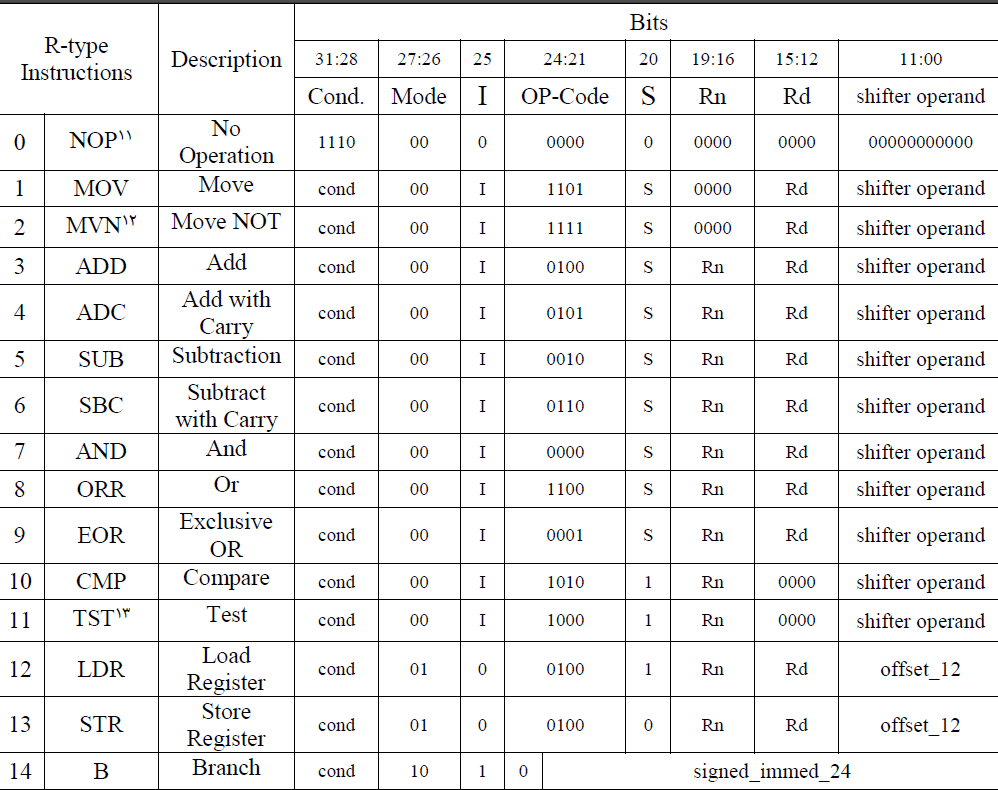 R-type Instructions Description Bits
31:28 27:26 25 24:21 20 19:16 15:12 11:00
Cond. Mode I OP-Code S Rn Rd shifter operand
0 NOP۱۱ No Operation 1110 00 0 0000 0 0000 0000 00000000000
1 MOV Move cond 00 I 1101 S 0000 Rd shifter operand
2 MVN۱۲ Move NOT cond 00 I 1111 S 0000 Rd shifter operand
3 ADD Add cond 00 I 0100 S Rn Rd shifter operand
4 ADC Add with Carry cond 00 I 0101 S Rn Rd shifter operand
5 SUB Subtraction cond 00 I 0010 S Rn Rd shifter operand
6 SBC Subtract with Carry cond 00 I 0110 S Rn Rd shifter operand
7 AND And cond 00 I 0000 S Rn Rd shifter operand
8 ORR Or cond 00 I 1100 S Rn Rd shifter operand
9 EOR Exclusive OR cond 00 I 0001 S Rn Rd shifter operand
10 CMP Compare cond 00 I 1010 1 Rn 0000 shifter operand
11 TST۱۳ Test cond 00 I 1000 1 Rn 0000 shifter operand
12 LDR Load Register cond 01 0 0100 1 Rn Rd offset_12
13 STR Store Register cond 01 0 0100 0 Rn Rd offset_12
14 B Branch cond 10 1 0 signed_immed_24